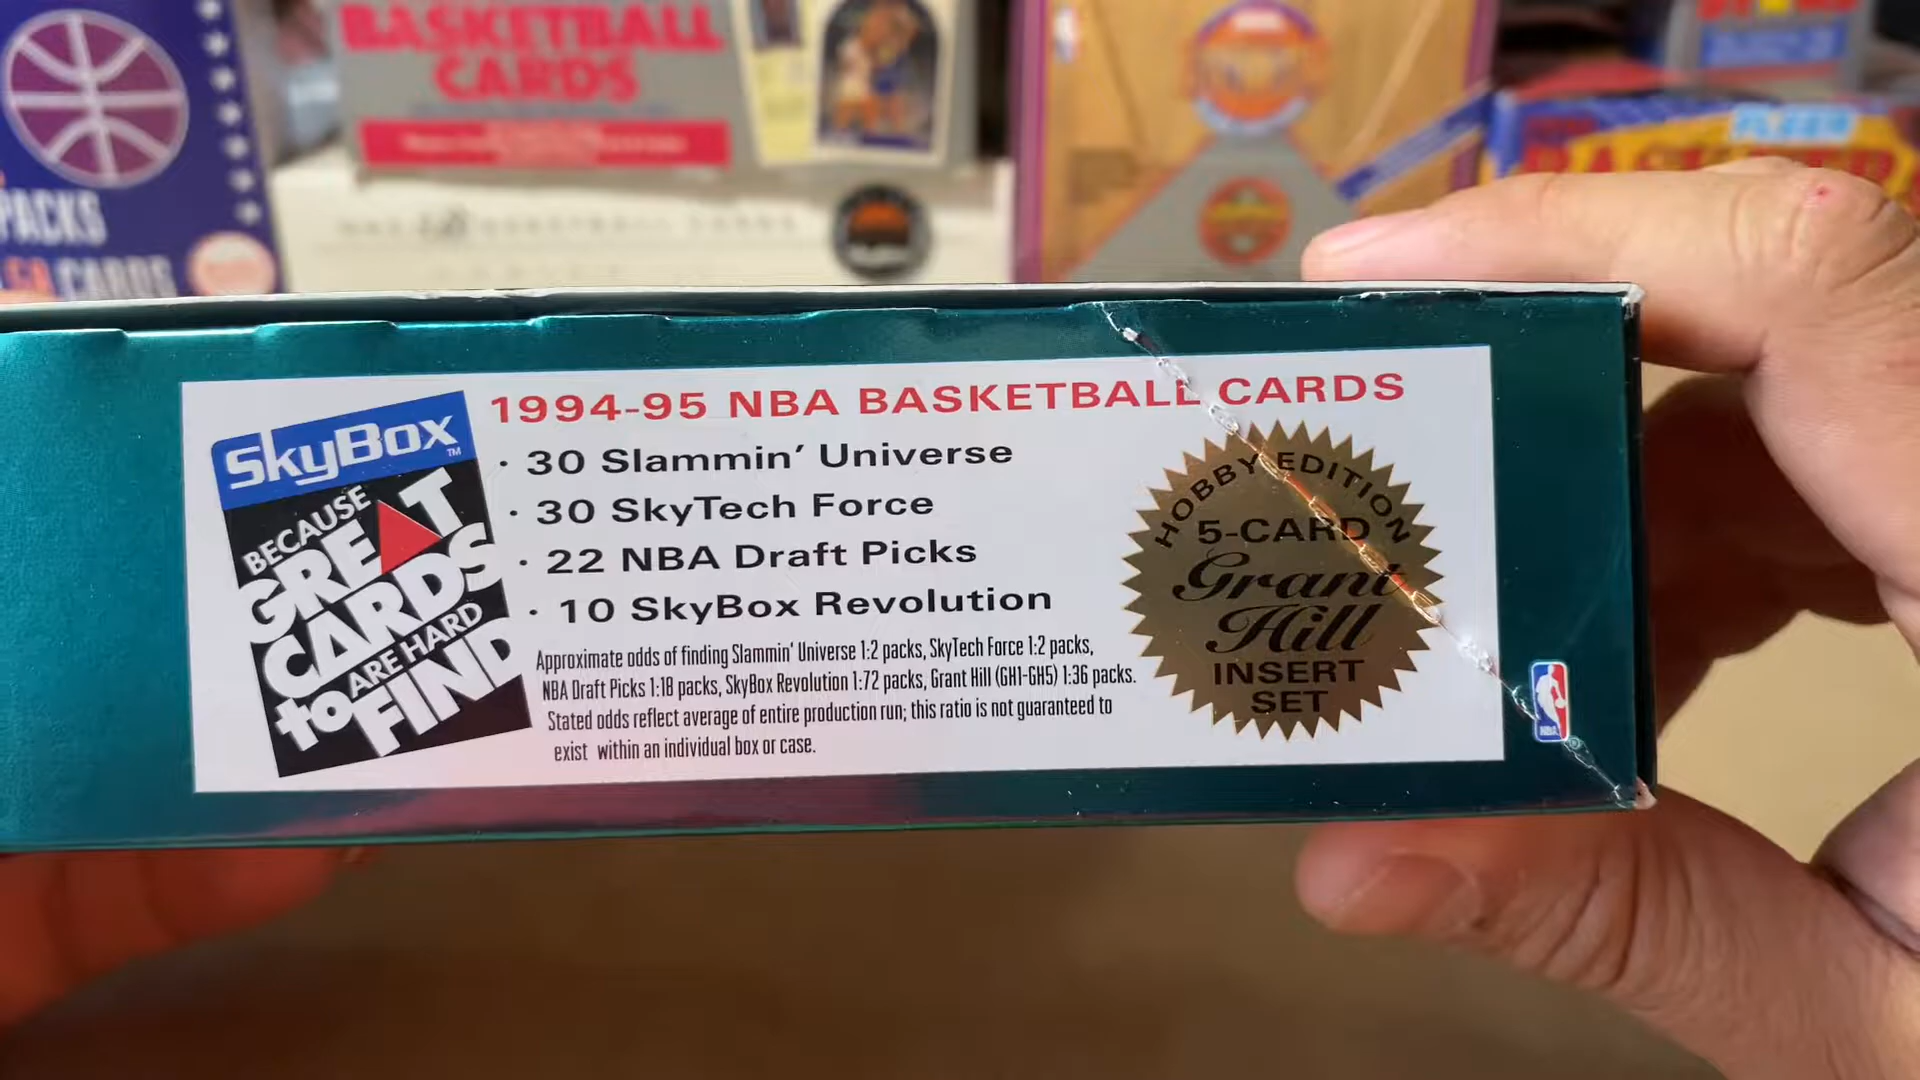 BASKETBALL
CARDS
PACKS
CARDS
FLEER
1994-95 NBA BASKETBALL CARDS
SkyBox™
BECAUSE
GREAT
CARDS
ARE HARD
to FIND
· 30 Slammin' Universe
· 30 SkyTech Force
· 22 NBA Draft Picks
· 10 SkyBox Revolution
Approximate odds of finding Slammin' Universe 1:2 packs, SkyTech Force 1:2 packs,
NBA Draft Picks 1:18 packs, SkyBox Revolution 1:72 packs, Grant Hill (GH1-GH5) 1:36 packs.
Stated odds reflect average of entire production run; this ratio is not guaranteed to
exist within an individual box or case.
HOBBY EDITION
5-CARD
Grant
Hill
INSERT
SET
NBA